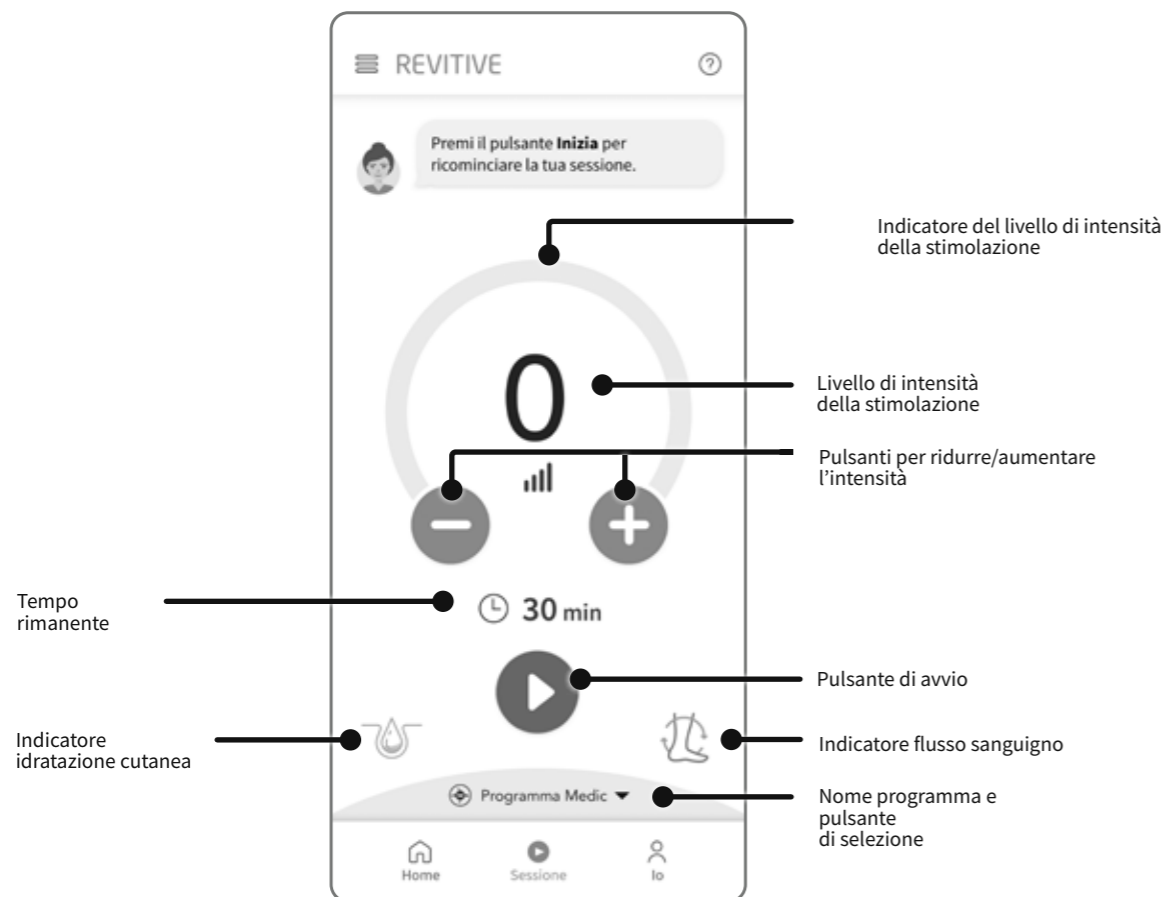 REVITIVE
?
Premi il pulsante Inizia per
ricominciare la tua sessione.
Indicatore del livello di intensità
della stimolazione
0
Livello di intensità
della stimolazione
Pulsanti per ridurre/aumentare
l’intensità
Tempo
rimanente
30 min
Pulsante di avvio
Indicatore
idratazione cutanea
Indicatore flusso sanguigno
Programma Medic
Nome programma e
pulsante
di selezione
Home
Sessione
Io